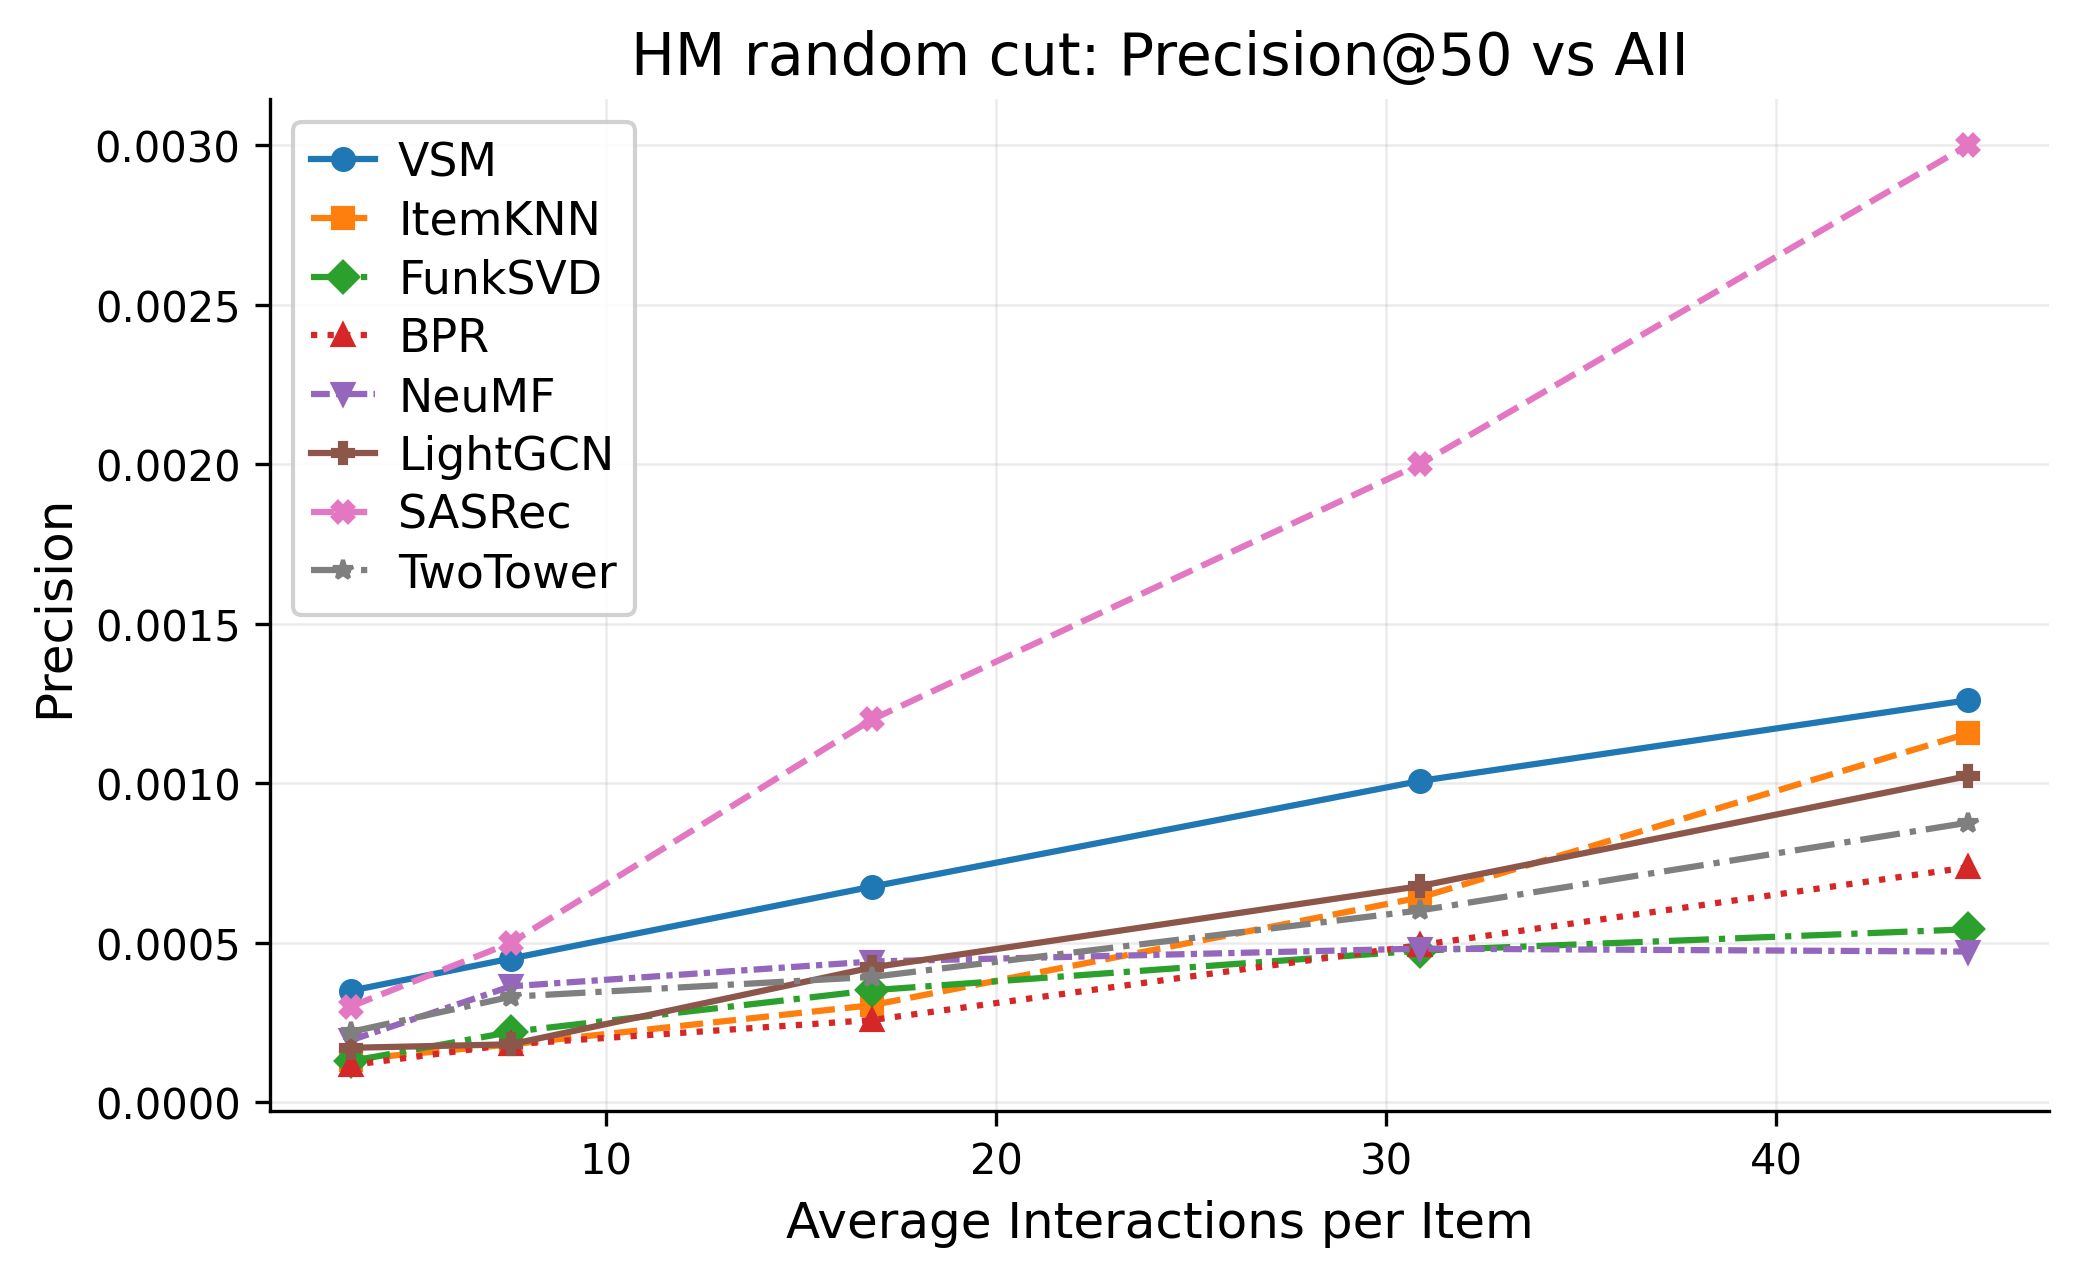 HM random cut: Precision@50 vs AII
0.0030
0.0025
0.0020
0.0015
0.0010
0.0005
0.0000
Precision
VSM
ItemKNN
FunkSVD
BPR
NeuMF
LightGCN
SASRec
TwoTower
10
20
30
40
Average Interactions per Item